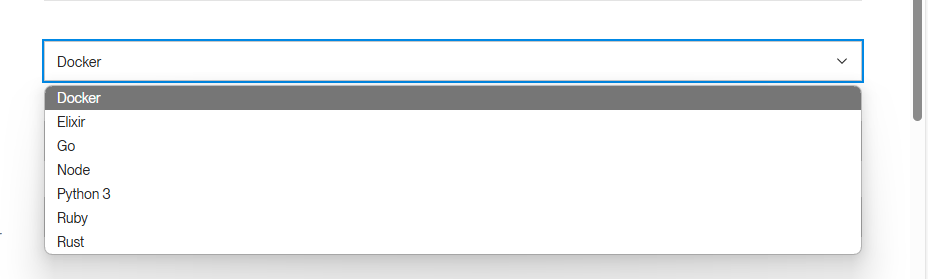 Docker
Docker
Elixir
Go
Node
Python 3
Ruby
Rust